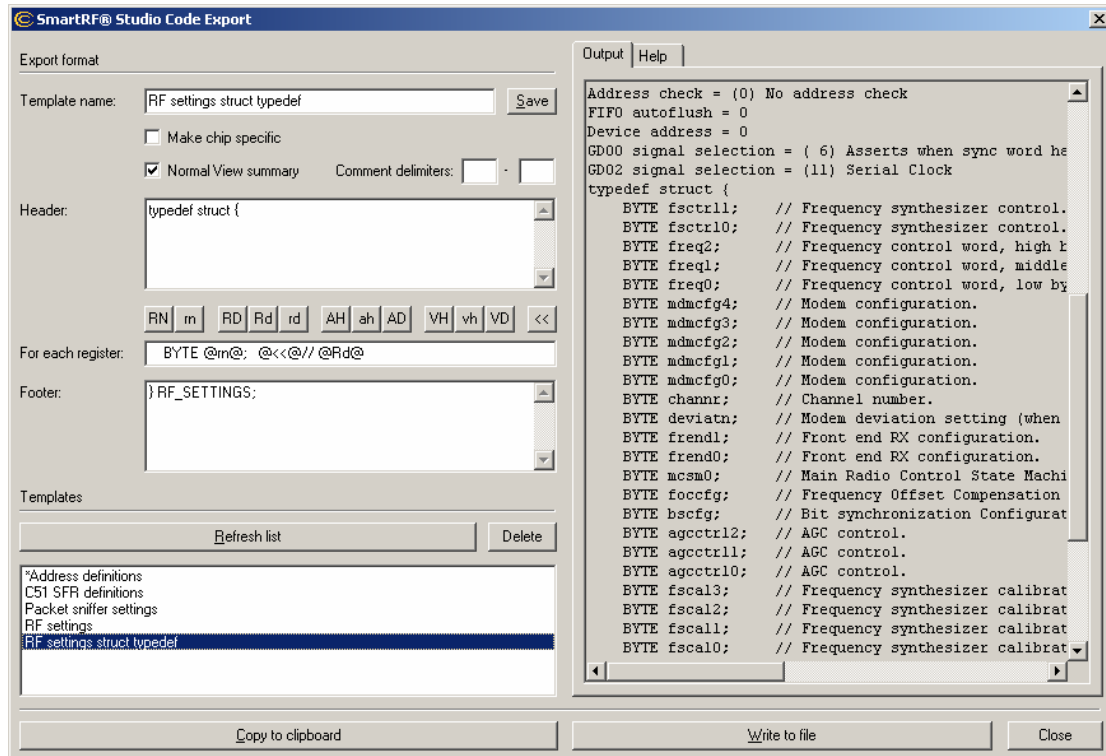 SmartRF® Studio Code Export
Export format
Template name: RF settings struct typedef Save
Make chip specific
Normal View summary Comment delimiters: -
Header: typedef struct {
RN rn RD Rd rd AH ah AD VH vh VD <<
For each register: BYTE @rn@; @<<@// @Rd@
Footer: } RF_SETTINGS;
Templates
Refresh list Delete
*Address definitions
C51 SFR definitions
Packet sniffer settings
RF settings
RF settings struct typedef
Output Help
Address check = (0) No address check
FIFO autoflush = 0
Device address = 0
GDO0 signal selection = ( 6) Asserts when sync word ha
GDO2 signal selection = (11) Serial Clock
typedef struct {
BYTE fsctrl1; // Frequency synthesizer control.
BYTE fsctrl0; // Frequency synthesizer control.
BYTE freq2; // Frequency control word, high b
BYTE freq1; // Frequency control word, middle
BYTE freq0; // Frequency control word, low by
BYTE mdmcfg4; // Modem configuration.
BYTE mdmcfg3; // Modem configuration.
BYTE mdmcfg2; // Modem configuration.
BYTE mdmcfg1; // Modem configuration.
BYTE mdmcfg0; // Modem configuration.
BYTE channr; // Channel number.
BYTE deviatn; // Modem deviation setting (when
BYTE frend1; // Front end RX configuration.
BYTE frend0; // Front end RX configuration.
BYTE mcsm0; // Main Radio Control State Machi
BYTE foccfg; // Frequency Offset Compensation
BYTE bscfg; // Bit synchronization Configurat
BYTE agcctrl2; // AGC control.
BYTE agcctrl1; // AGC control.
BYTE agcctrl0; // AGC control.
BYTE fscal3; // Frequency synthesizer calibrat
BYTE fscal2; // Frequency synthesizer calibrat
BYTE fscal1; // Frequency synthesizer calibrat
BYTE fscal0; // Frequency synthesizer calibrat
Copy to clipboard Write to file Close